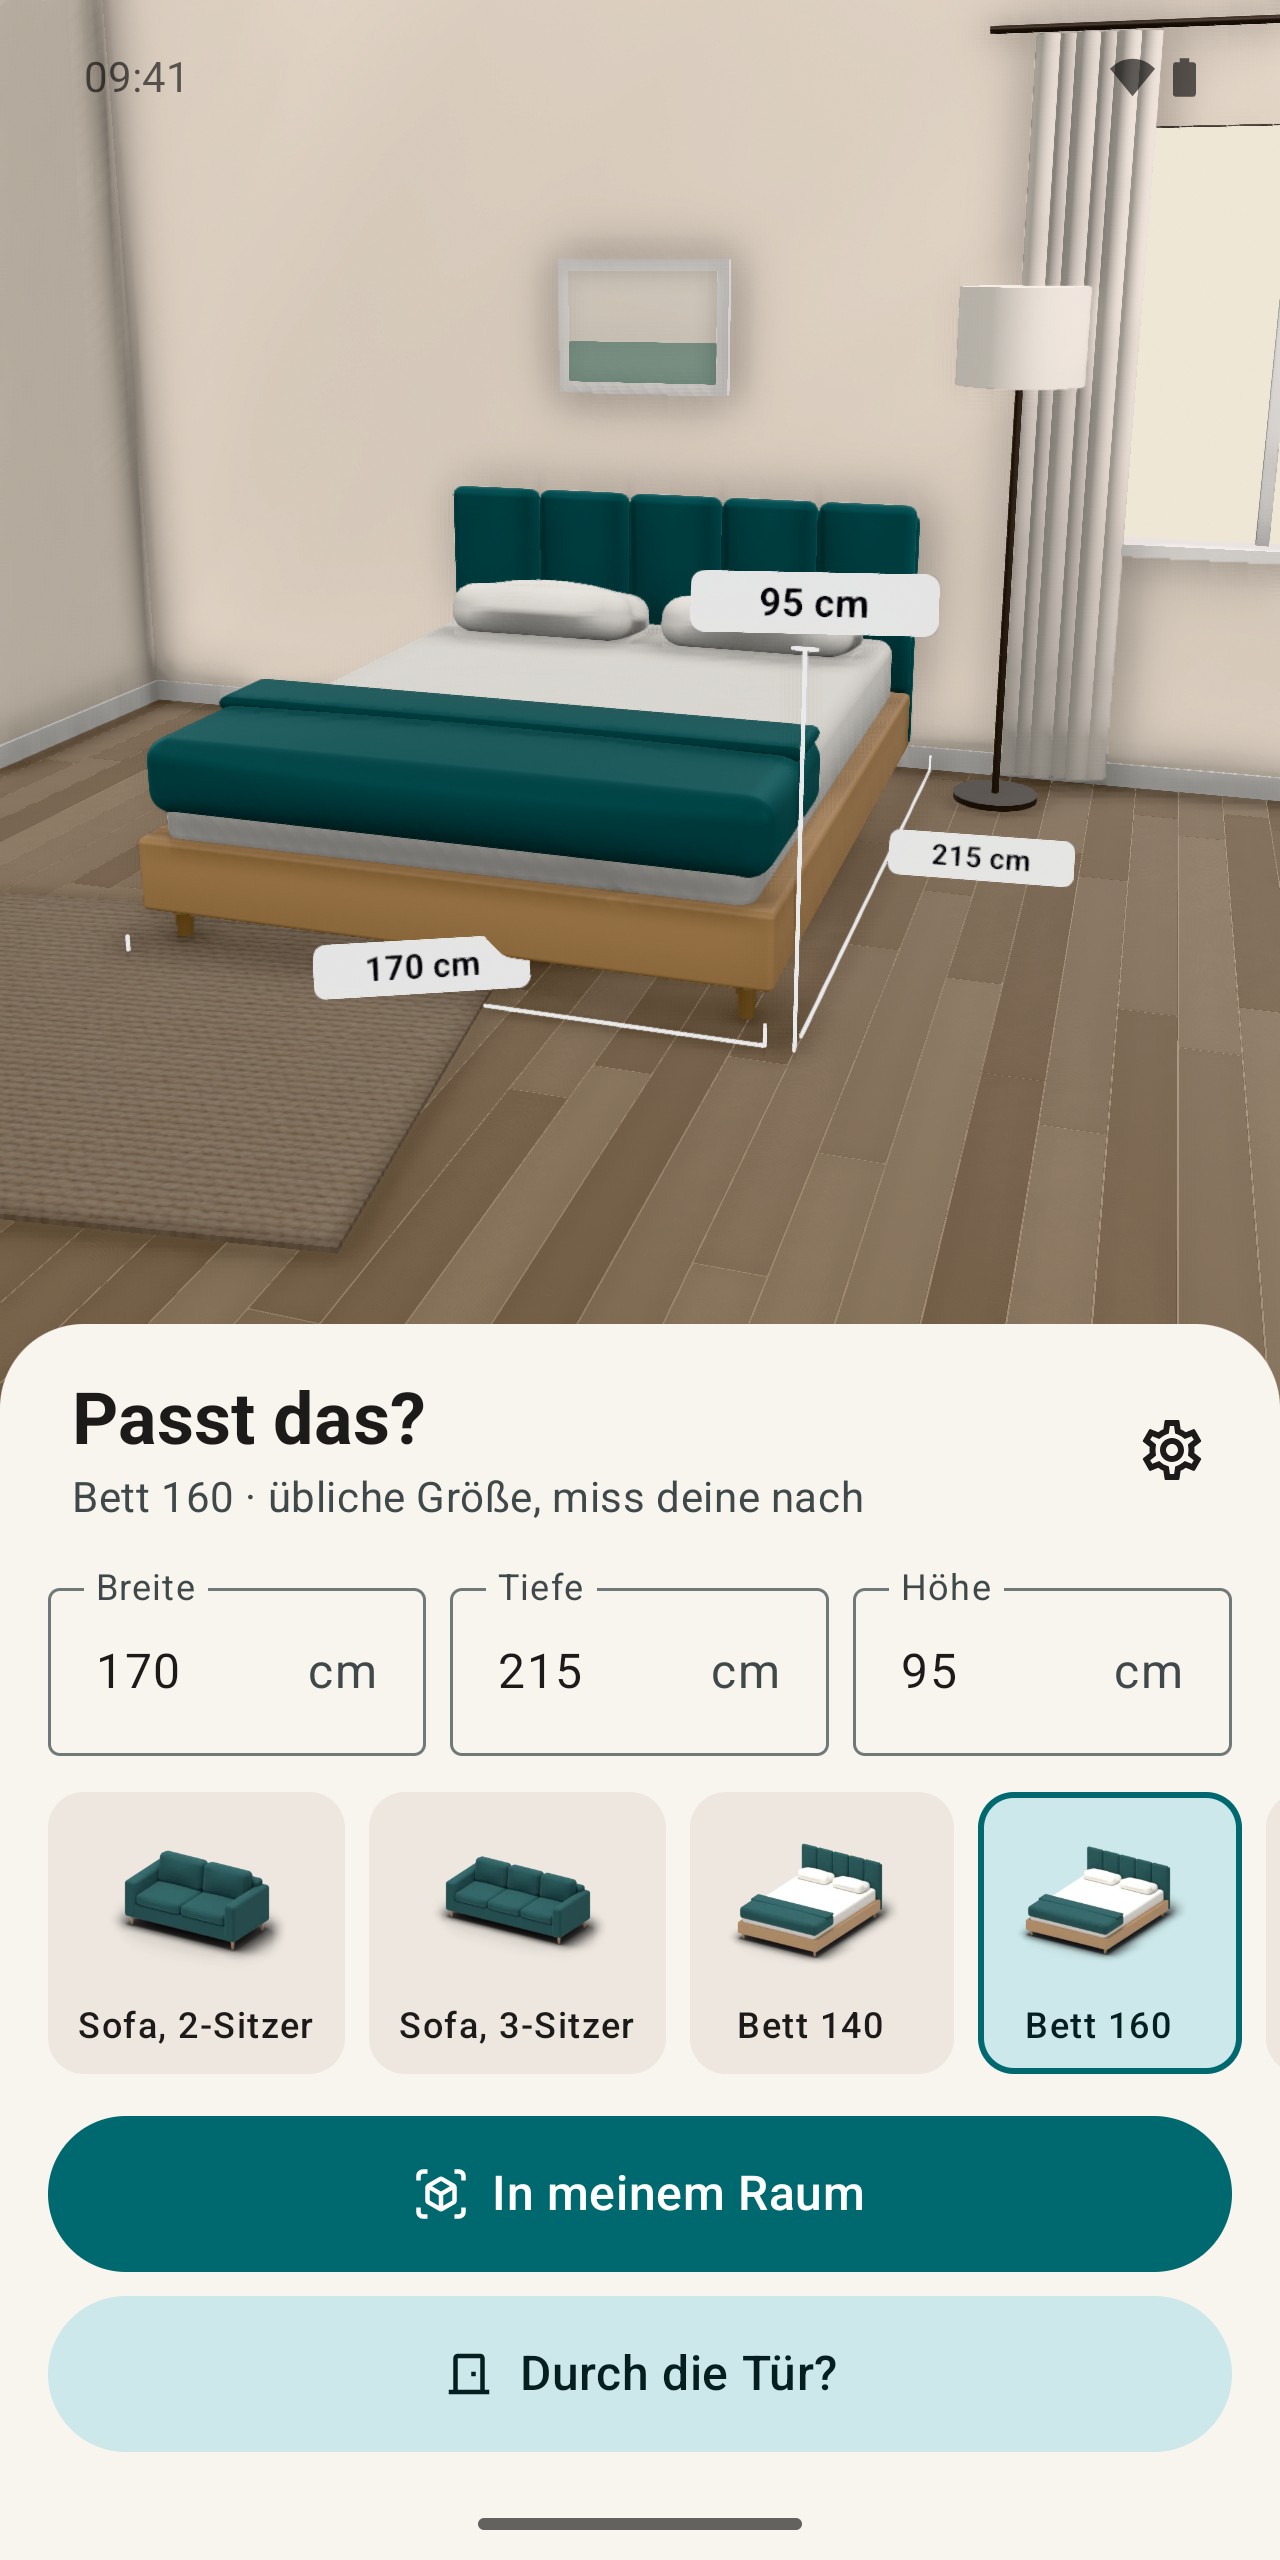 09:41
95 cm
215 cm
170 cm
Passt das?
Bett 160 · übliche Größe, miss deine nach
Breite
Tiefe
Höhe
170 cm
215 cm
95 cm
Sofa, 2-Sitzer
Sofa, 3-Sitzer
Bett 140
Bett 160
In meinem Raum
Durch die Tür?